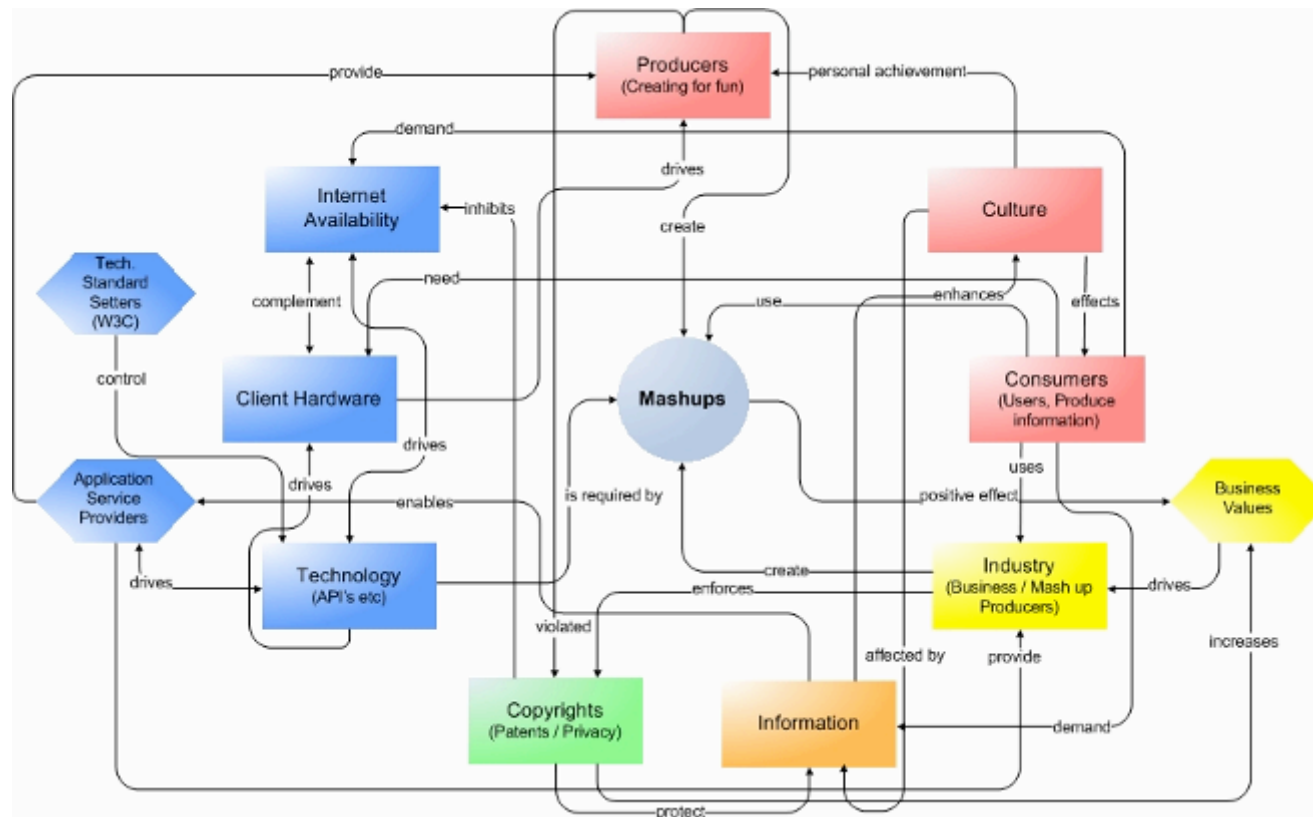 Producers
(Creating for fun)
provide
personal achievement
demand
drives
Internet
Availability
inhibits
create
Culture
Tech.
Standard
Setters
(W3C)
complement
need
use
enhances
effects
control
Client Hardware
Mashups
Consumers
(Users, Produce
information)
drives
uses
Application
Service
Providers
drives
enables
is required by
positive effect
Business
Values
drives
Technology
(API's etc)
create
enforces
Industry
(Business / Mash up
Producers)
drives
violated
affected by
provide
increases
Copyrights
(Patents / Privacy)
Information
demand
protect